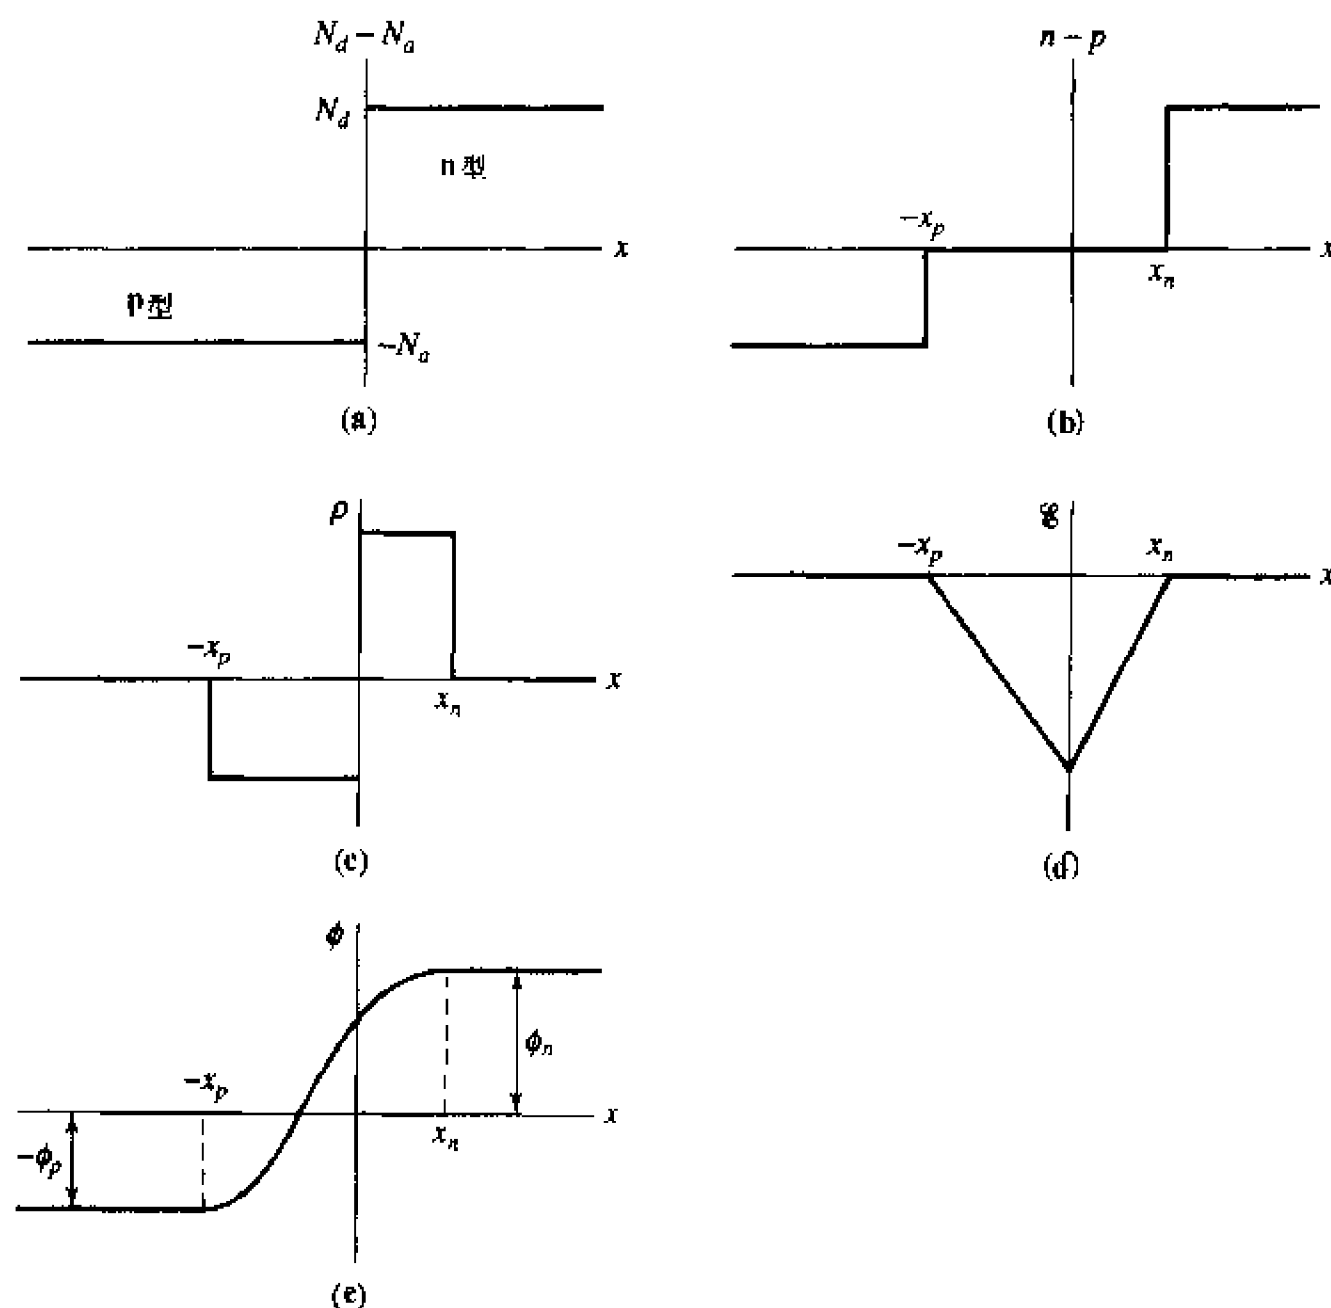 N_d − N_a
N_d
n 型
x
p 型
−N_a
(a)
n − p
−x_p
x_n
x
(b)
ρ
−x_p
x_n
x
(c)
ℰ
−x_p
x_n
x
(d)
ϕ
−x_p
ϕ_n
x
x_n
−ϕ_p
(e)